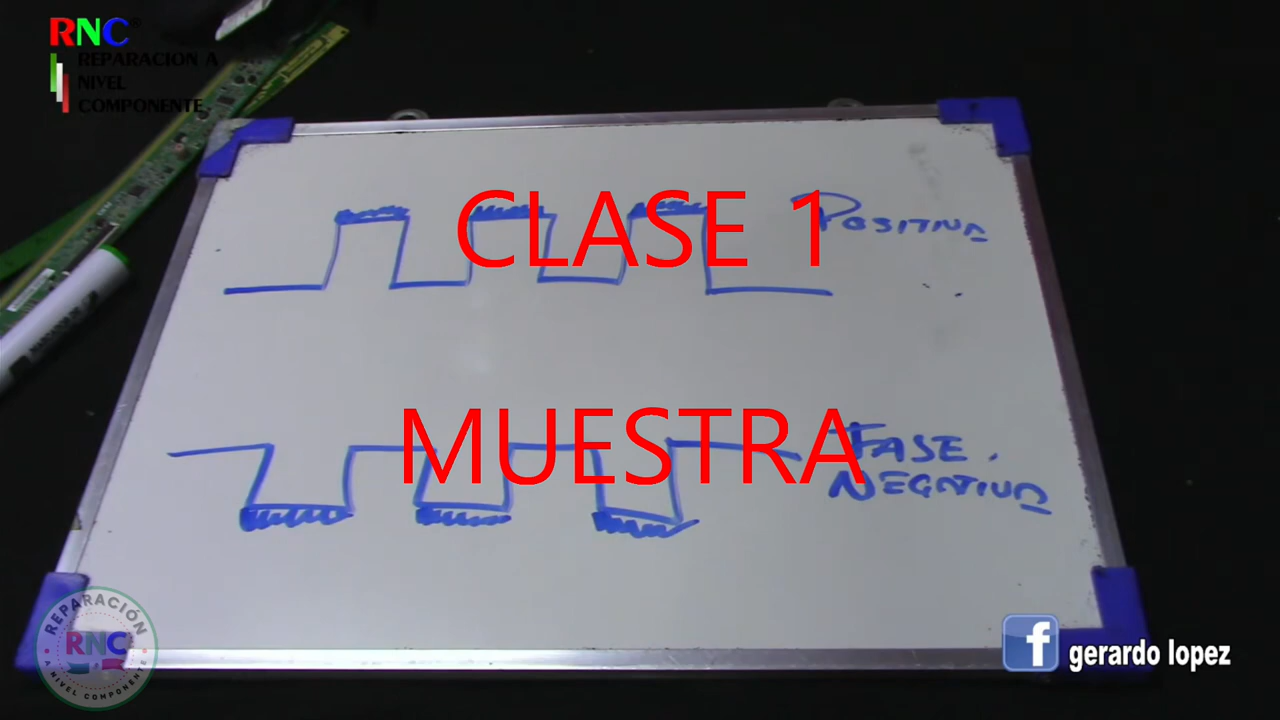 RNC®
REPARACION A
NIVEL
COMPONENTE
CLASE 1
POSITIVA
MUESTRA
FASE.
NEGATIVA
REPARACIÓN
RNC
A NIVEL COMPONENTE
f gerardo lopez